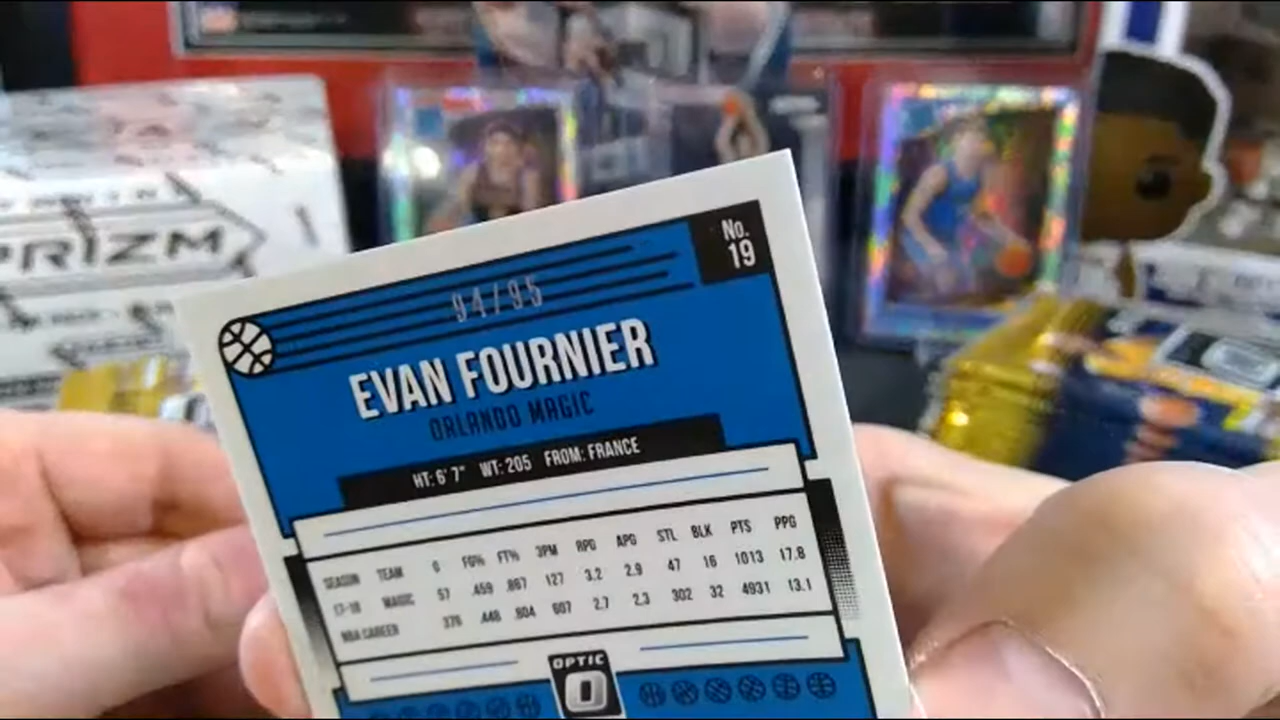 PRIZM
No.
19
94/95
EVAN FOURNIER
ORLANDO MAGIC
HT: 6' 7" WT: 205 FROM: FRANCE
SEASON TEAM G FG% FT% 3PM RPG APG STL BLK PTS PPG
17-18 MAGIC 57 .459 .867 127 3.2 2.9 47 16 1013 17.8
NBA CAREER 376 .448 .804 607 2.7 2.3 302 32 4931 13.1
OPTIC